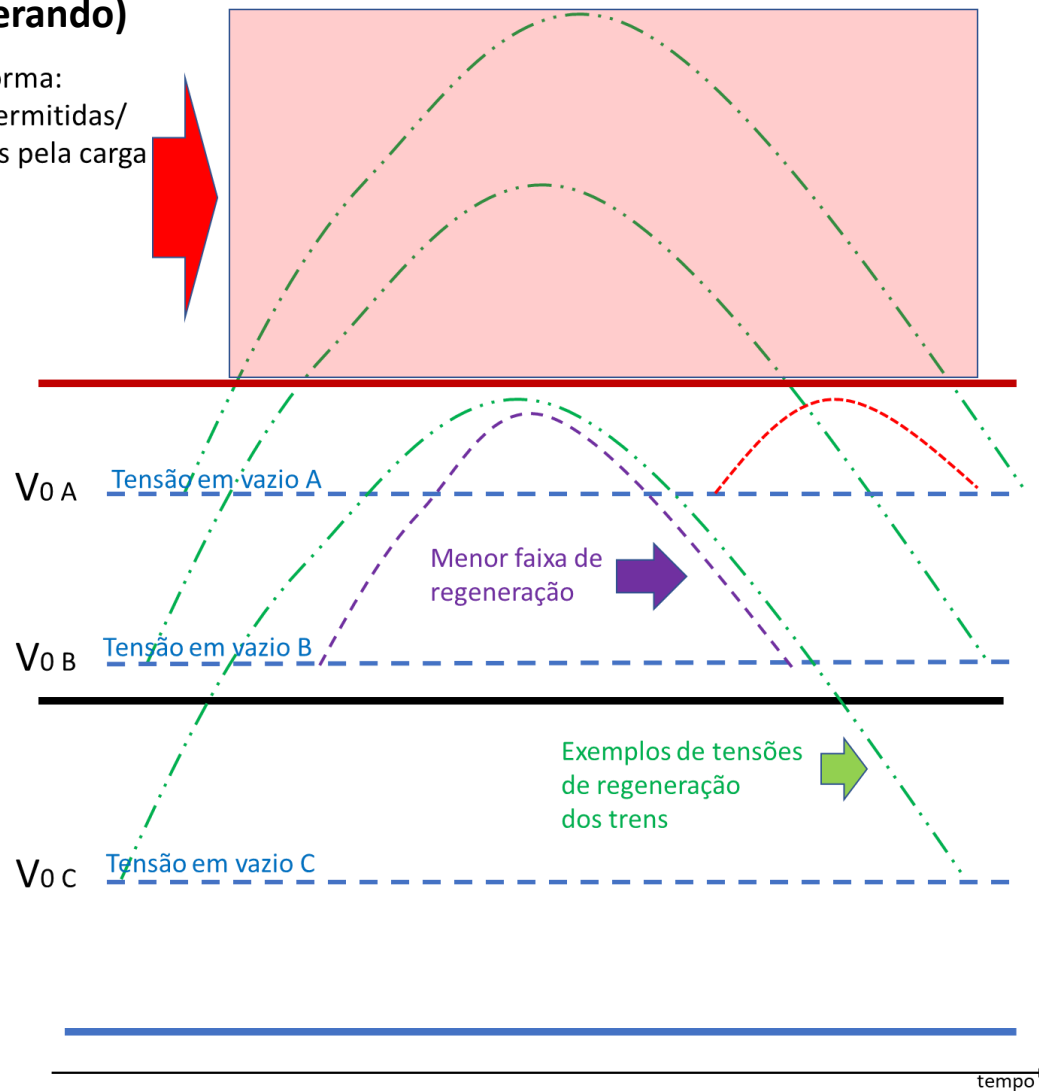 erando)
orma:
ermitidas/
s pela carga
V0 A
Tensão em vazio A
Menor faixa de
regeneração
V0 B
Tensão em vazio B
Exemplos de tensões
de regeneração
dos trens
V0 C
Tensão em vazio C
tempo